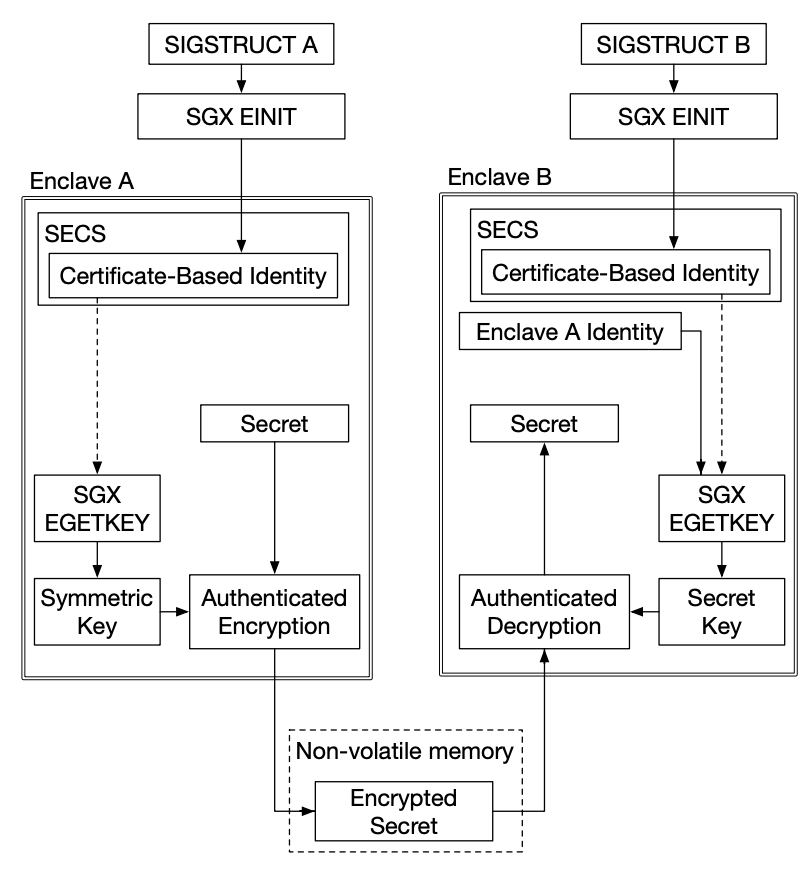 SIGSTRUCT A
SGX EINIT
Enclave A
SECS
Certificate-Based Identity
Secret
SGX
EGETKEY
Symmetric
Key
Authenticated
Encryption
SIGSTRUCT B
SGX EINIT
Enclave B
SECS
Certificate-Based Identity
Enclave A Identity
Secret
SGX
EGETKEY
Authenticated
Decryption
Secret
Key
Non-volatile memory
Encrypted
Secret